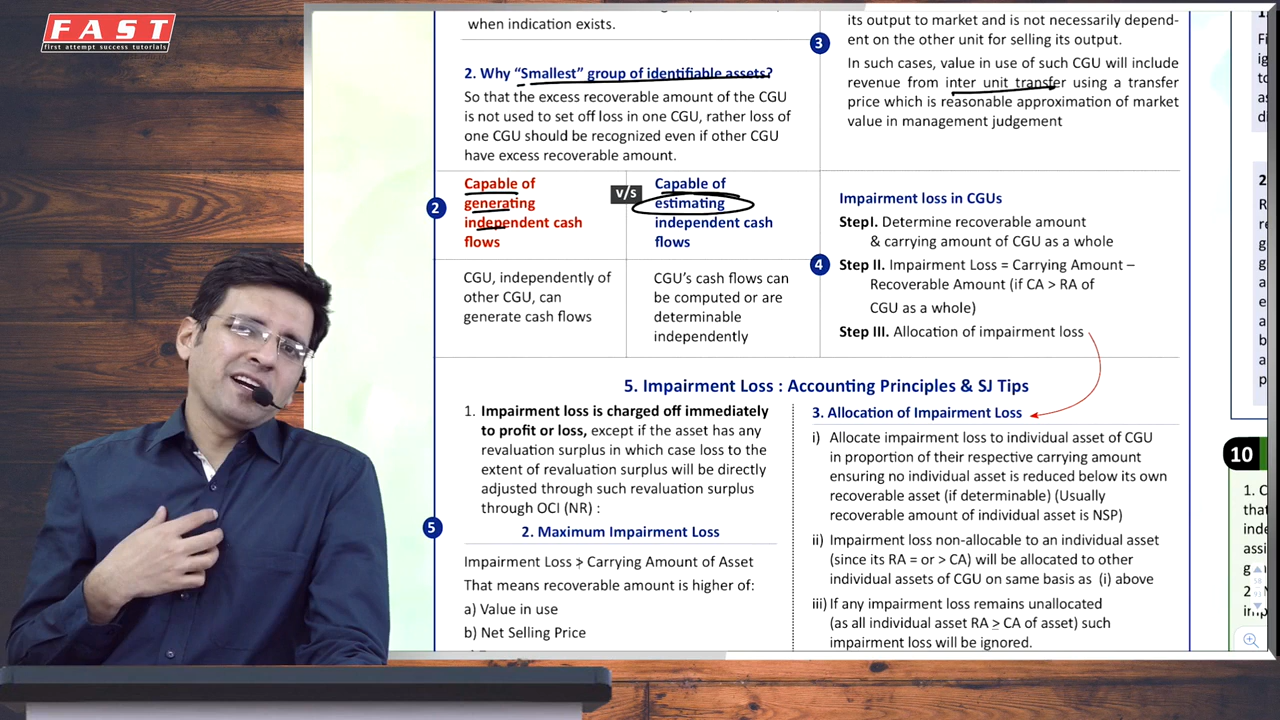 FAST
first attempt success tutorials
when indication exists.
2. Why “Smallest” group of identifiable assets?
So that the excess recoverable amount of the CGU
is not used to set off loss in one CGU, rather loss of
one CGU should be recognized even if other CGU
have excess recoverable amount.
3
its output to market and is not necessarily depend-
ent on the other unit for selling its output.
In such cases, value in use of such CGU will include
revenue from inter unit transfer using a transfer
price which is reasonable approximation of market
value in management judgement
2
Capable of
generating
independent cash
flows
v/s
Capable of
estimating
independent cash
flows
CGU, independently of
other CGU, can
generate cash flows
CGU’s cash flows can
be computed or are
determinable
independently
4
Impairment loss in CGUs
StepI. Determine recoverable amount
& carrying amount of CGU as a whole
Step II. Impairment Loss = Carrying Amount –
Recoverable Amount (if CA > RA of
CGU as a whole)
Step III. Allocation of impairment loss
5. Impairment Loss : Accounting Principles & SJ Tips
5
1. Impairment loss is charged off immediately
to profit or loss, except if the asset has any
revaluation surplus in which case loss to the
extent of revaluation surplus will be directly
adjusted through such revaluation surplus
through OCI (NR) :
2. Maximum Impairment Loss
Impairment Loss ≯ Carrying Amount of Asset
That means recoverable amount is higher of:
a) Value in use
b) Net Selling Price
3. Allocation of Impairment Loss
i) Allocate impairment loss to individual asset of CGU
in proportion of their respective carrying amount
ensuring no individual asset is reduced below its own
recoverable asset (if determinable) (Usually
recoverable amount of individual asset is NSP)
ii) Impairment loss non-allocable to an individual asset
(since its RA = or > CA) will be allocated to other
individual assets of CGU on same basis as (i) above
iii) If any impairment loss remains unallocated
(as all individual asset RA ≥ CA of asset) such
impairment loss will be ignored.
10